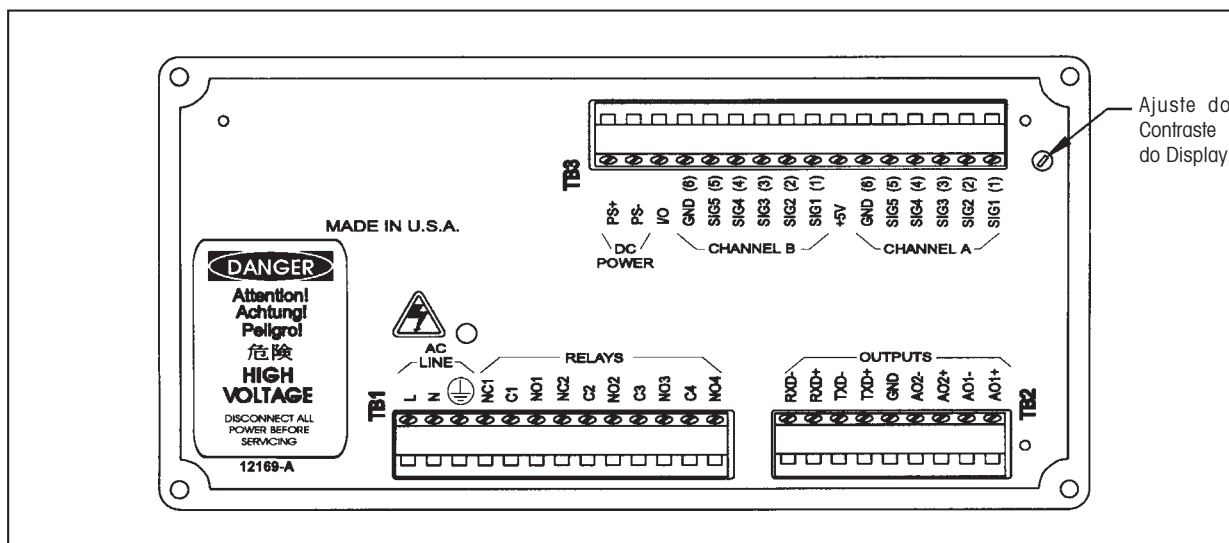 Ajuste do
Contraste
do Display
TB3
PS+
PS-
I/O
GND (6)
SIG5 (5)
SIG4 (4)
SIG3 (3)
SIG2 (2)
SIG1 (1)
+5V
GND (6)
SIG5 (5)
SIG4 (4)
SIG3 (3)
SIG2 (2)
SIG1 (1)
DC
POWER
CHANNEL B
CHANNEL A
MADE IN U.S.A.
DANGER
Attention!
Achtung!
Peligro!
危険
HIGH
VOLTAGE
DISCONNECT ALL
POWER BEFORE
SERVICING
12169-A
AC
LINE
RELAYS
TB1
L
N
NC1
C1
NO1
NC2
C2
NO2
C3
NO3
C4
NO4
OUTPUTS
RXD-
RXD+
TXD-
TXD+
GND
AO2-
AO2+
AO1-
AO1+
TB2